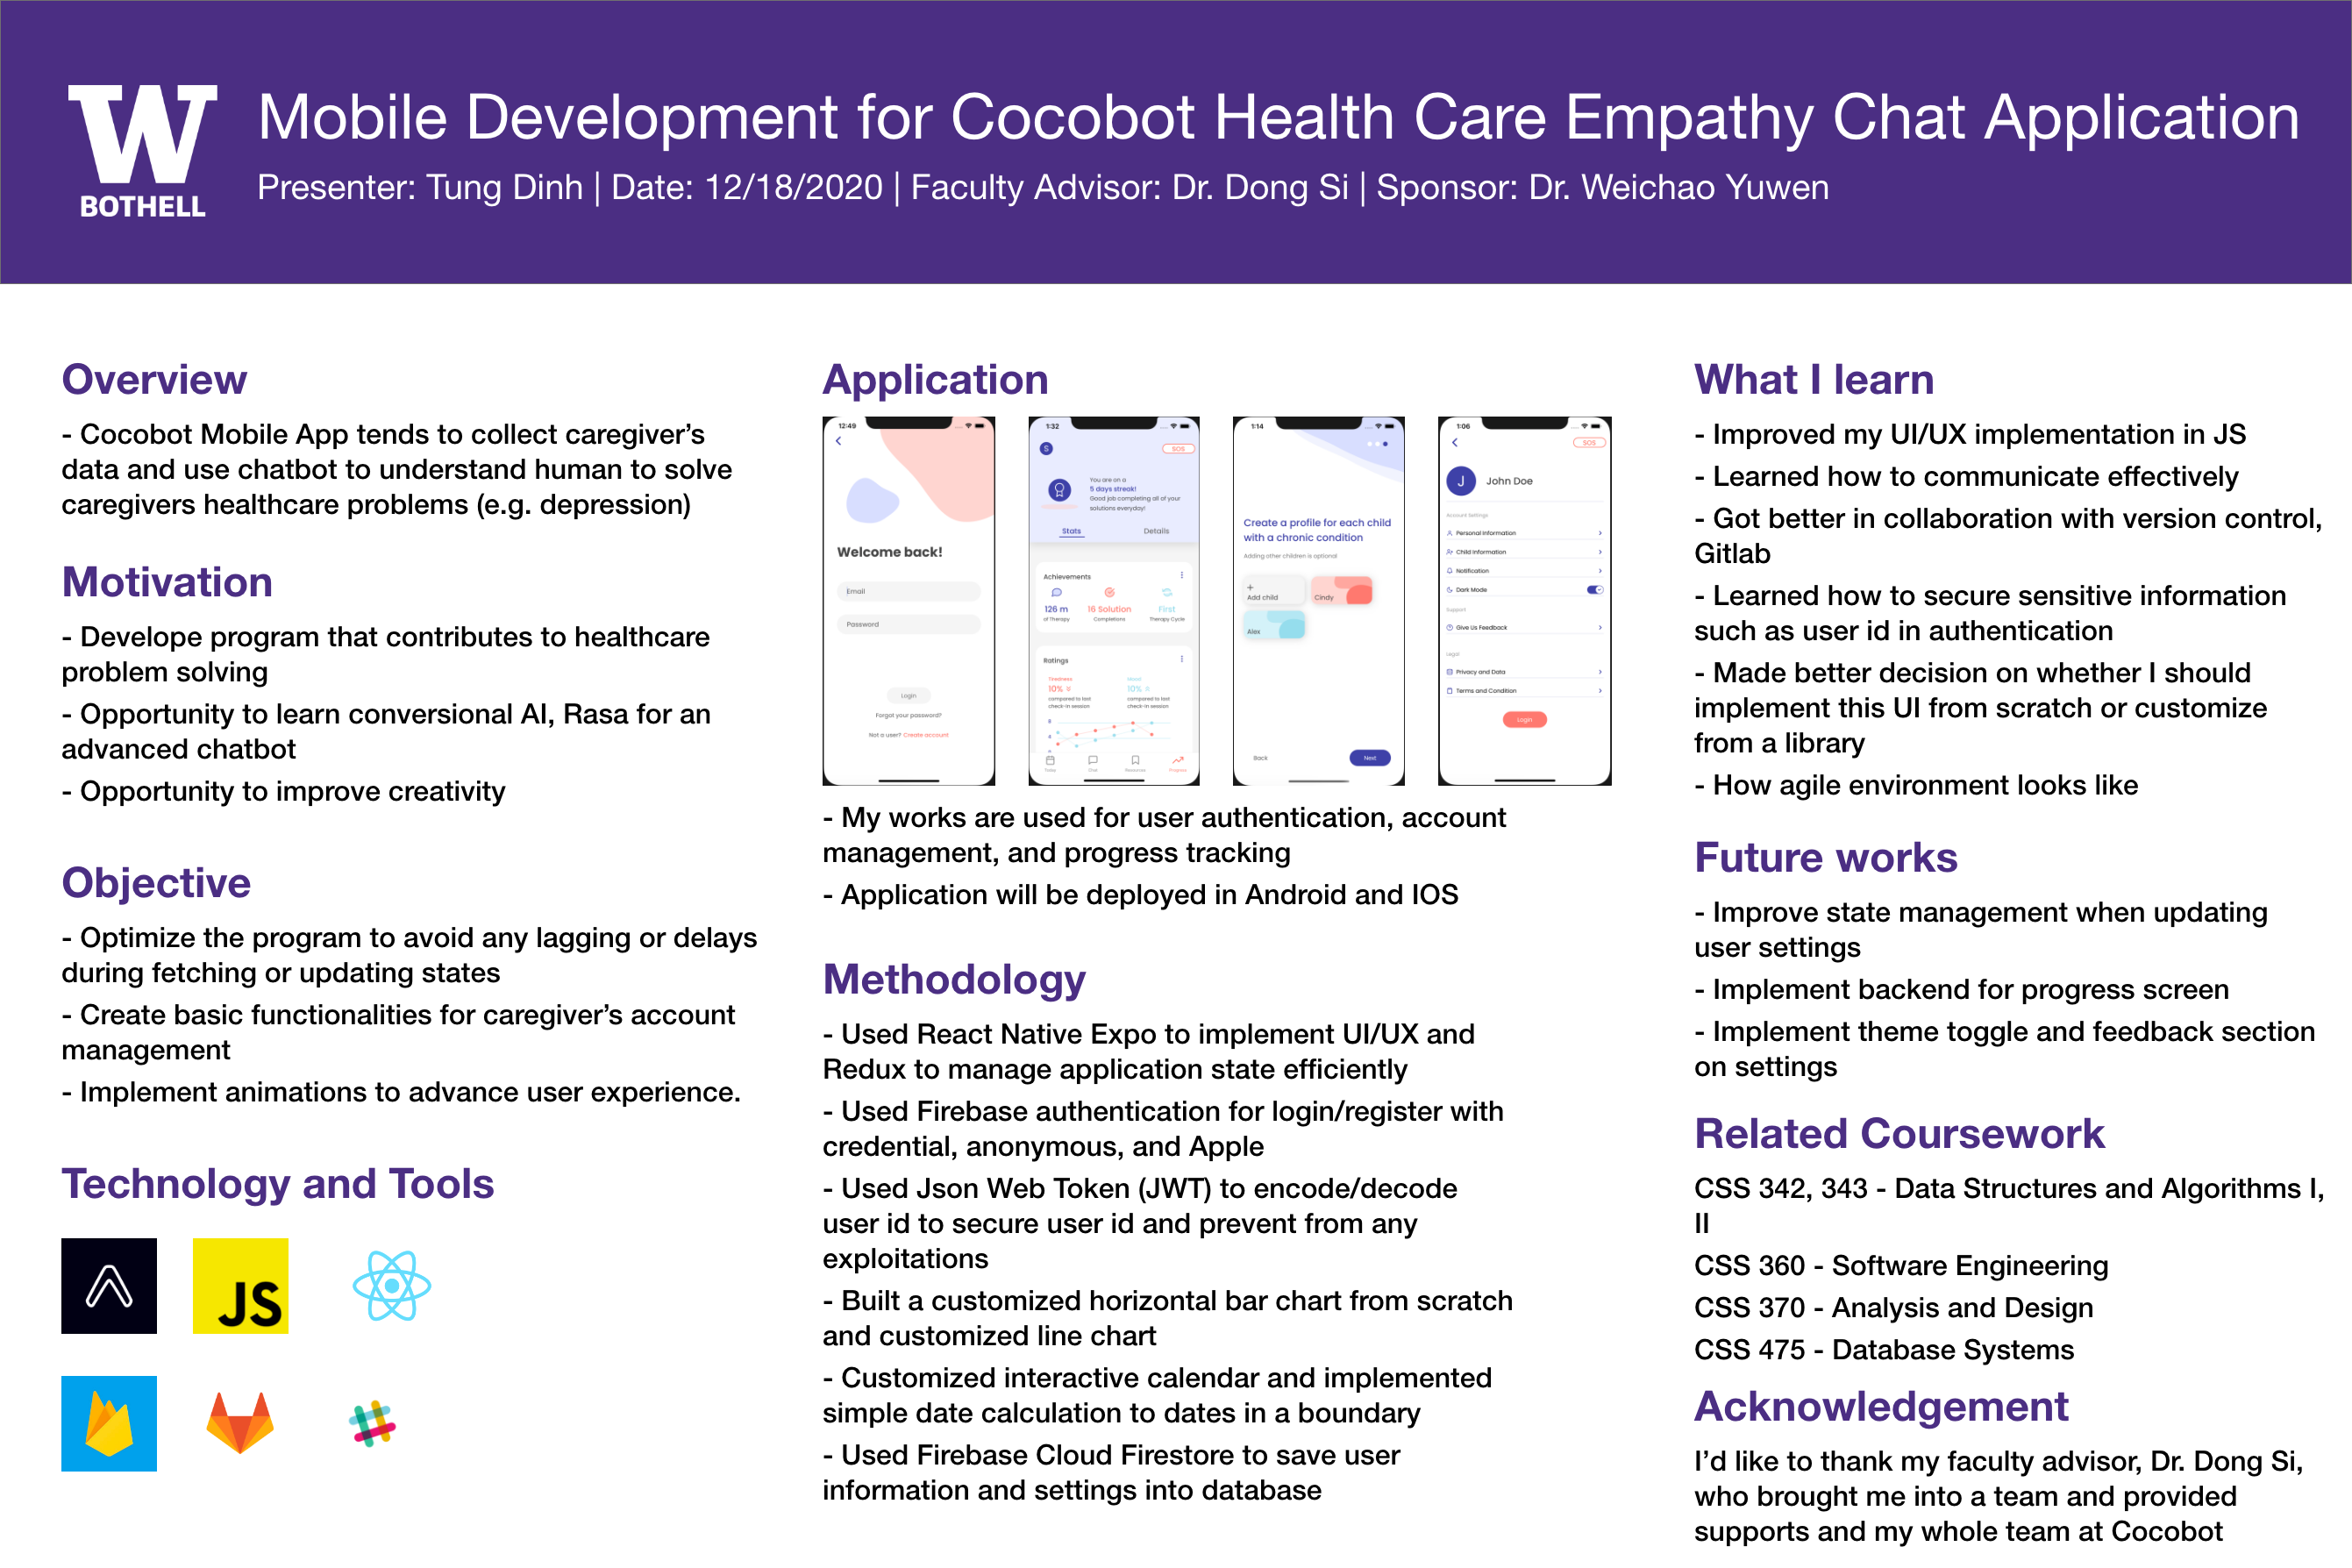 W
BOTHELL
Mobile Development for Cocobot Health Care Empathy Chat Application
Presenter: Tung Dinh | Date: 12/18/2020 | Faculty Advisor: Dr. Dong Si | Sponsor: Dr. Weichao Yuwen
Overview
- Cocobot Mobile App tends to collect caregiver’s
data and use chatbot to understand human to solve
caregivers healthcare problems (e.g. depression)
Motivation
- Develope program that contributes to healthcare
problem solving
- Opportunity to learn conversional AI, Rasa for an
advanced chatbot
- Opportunity to improve creativity
Objective
- Optimize the program to avoid any lagging or delays
during fetching or updating states
- Create basic functionalities for caregiver’s account
management
- Implement animations to advance user experience.
Technology and Tools
JS
Application
12:49
Welcome back!
Email
Password
Login
Forgot your password?
Not a user? Create account
1:32
S
SOS
You are on a
5 days streak!
Good job completing all of your
solutions everyday!
Stats Details
Achievements
126 m 16 Solution First
of Therapy Completions Therapy Cycle
Ratings
Tiredness Mood
10% 10%
compared to last compared to last
check-in session check-in session
8
4
Today Chat Resources Progress
1:14
Create a profile for each child
with a chronic condition
Adding other children is optional
+
Add child Cindy
Alex
Back Next
1:06
SOS
J John Doe
Account Settings
Personal Information
Child Information
Notification
Dark Mode
Support
Give Us Feedback
Legal
Privacy and Data
Terms and Condition
Login
- My works are used for user authentication, account
management, and progress tracking
- Application will be deployed in Android and IOS
Methodology
- Used React Native Expo to implement UI/UX and
Redux to manage application state efficiently
- Used Firebase authentication for login/register with
credential, anonymous, and Apple
- Used Json Web Token (JWT) to encode/decode
user id to secure user id and prevent from any
exploitations
- Built a customized horizontal bar chart from scratch
and customized line chart
- Customized interactive calendar and implemented
simple date calculation to dates in a boundary
- Used Firebase Cloud Firestore to save user
information and settings into database
What I learn
- Improved my UI/UX implementation in JS
- Learned how to communicate effectively
- Got better in collaboration with version control,
Gitlab
- Learned how to secure sensitive information
such as user id in authentication
- Made better decision on whether I should
implement this UI from scratch or customize
from a library
- How agile environment looks like
Future works
- Improve state management when updating
user settings
- Implement backend for progress screen
- Implement theme toggle and feedback section
on settings
Related Coursework
CSS 342, 343 - Data Structures and Algorithms I,
II
CSS 360 - Software Engineering
CSS 370 - Analysis and Design
CSS 475 - Database Systems
Acknowledgement
I’d like to thank my faculty advisor, Dr. Dong Si,
who brought me into a team and provided
supports and my whole team at Cocobot